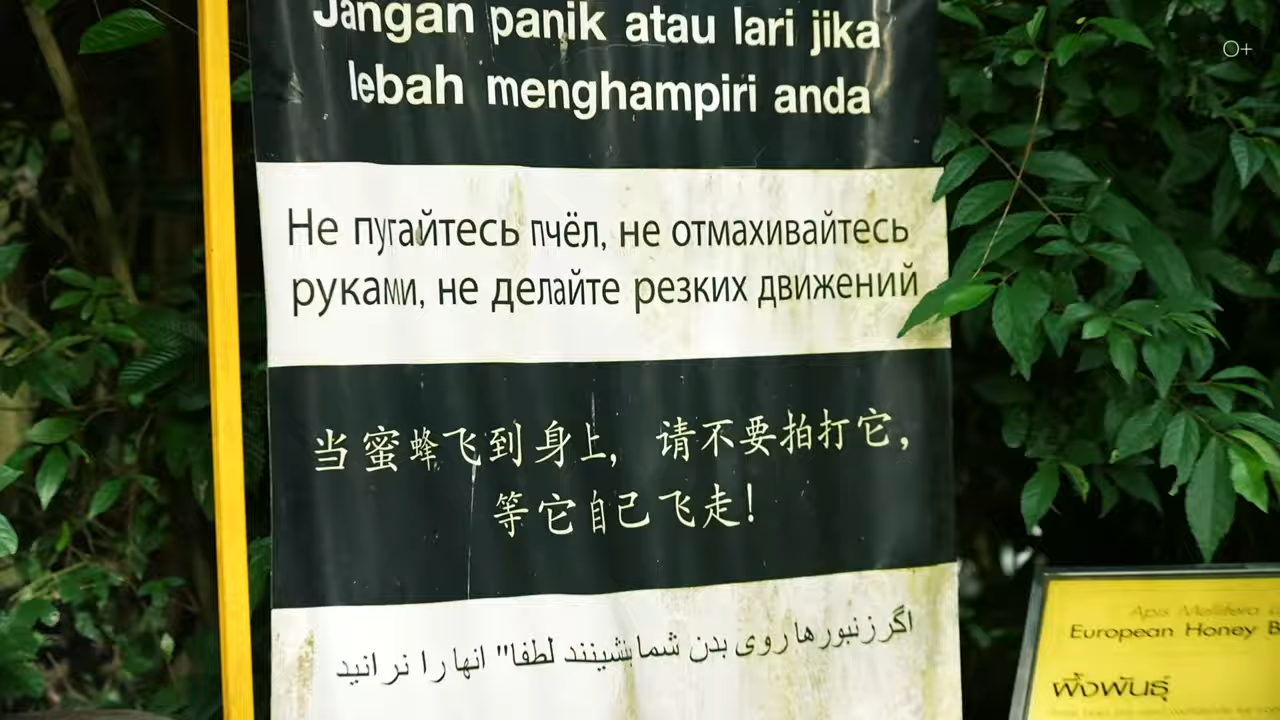 Jangan panik atau lari jika
lebah menghampiri anda
Не пугайтесь пчёл, не отмахивайтесь
руками, не делайте резких движений
当蜜蜂飞到身上，请不要拍打它，
等它自己飞走!
اگر زنبورها روی بدن شما بنشینند لطفا" انها را نرانید
O+
Apis Mellifera
European Honey B
ผึ้งพันธุ์